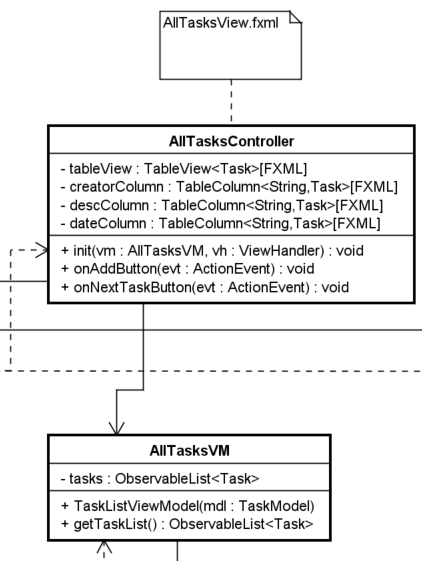 AllTasksView.fxml
AllTasksController
- tableView : TableView<Task>[FXML]
- creatorColumn : TableColumn<String,Task>[FXML]
- descColumn : TableColumn<String,Task>[FXML]
- dateColumn : TableColumn<String,Task>[FXML]
+ init(vm : AllTasksVM, vh : ViewHandler) : void
+ onAddButton(evt : ActionEvent) : void
+ onNextTaskButton(evt : ActionEvent) : void
AllTasksVM
- tasks : ObservableList<Task>
+ TaskListViewModel(mdl : TaskModel)
+ getTaskList() : ObservableList<Task>